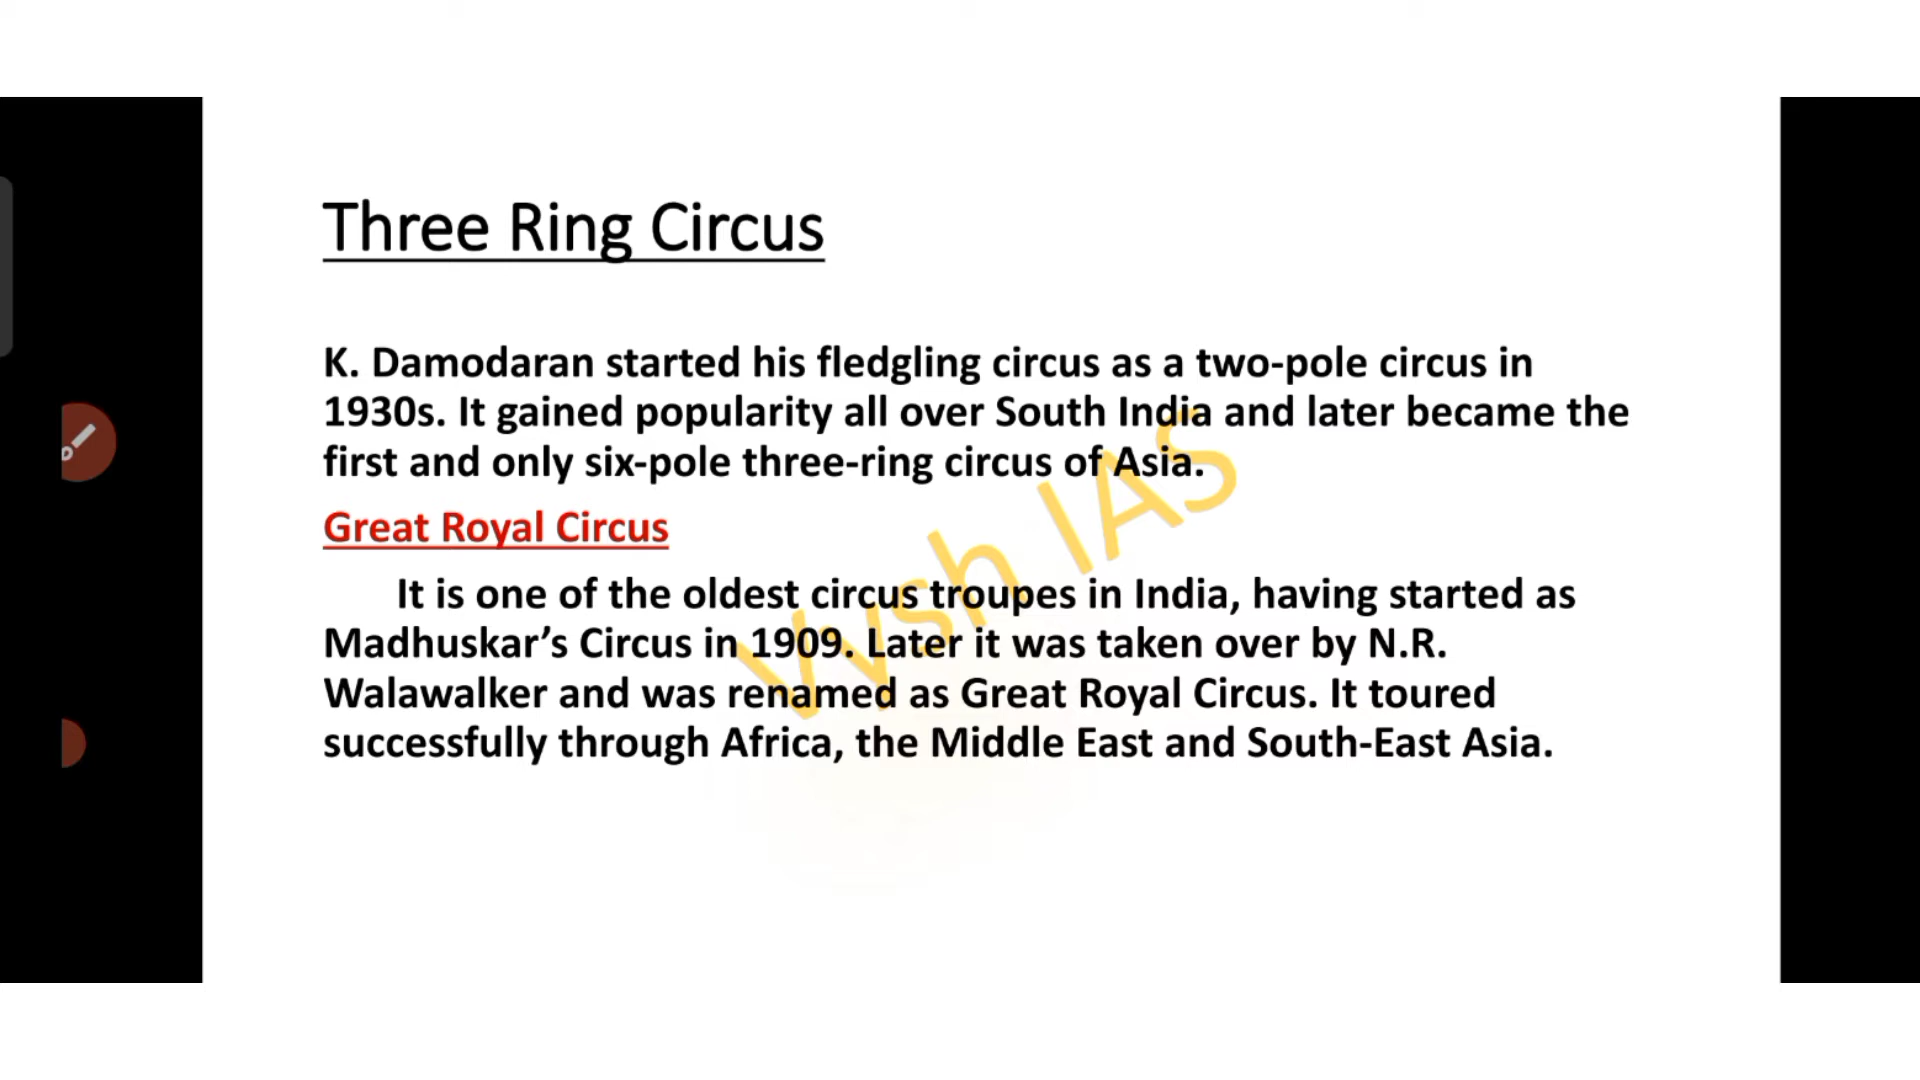 Three Ring Circus
K. Damodaran started his fledgling circus as a two-pole circus in
1930s. It gained popularity all over South India and later became the
first and only six-pole three-ring circus of Asia.
Great Royal Circus
It is one of the oldest circus troupes in India, having started as
Madhuskar’s Circus in 1909. Later it was taken over by N.R.
Walawalker and was renamed as Great Royal Circus. It toured
successfully through Africa, the Middle East and South-East Asia.
Vvsh IAS